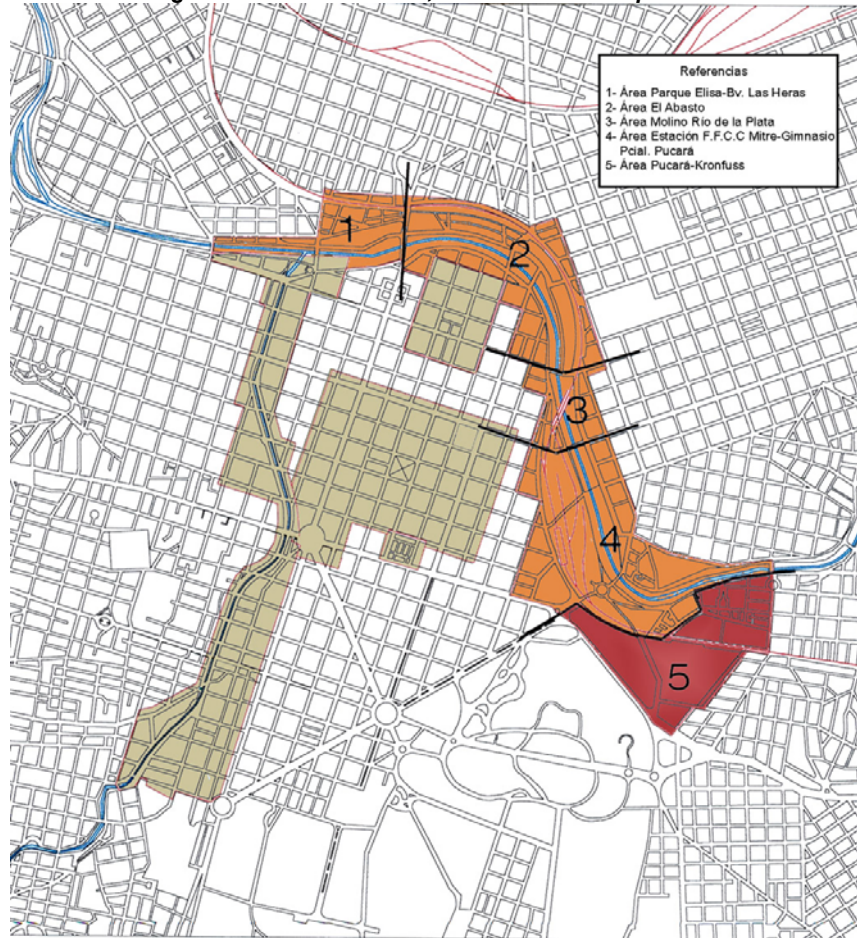 Referencias
1- Área Parque Elisa-Bv. Las Heras
2- Área El Abasto
3- Área Molino Río de la Plata
4- Área Estación F.F.C.C Mitre-Gimnasio
Pcial. Pucará
5- Área Pucará-Kronfuss
1
2
3
4
5